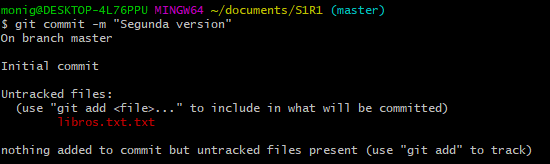 monig@DESKTOP-4L76PPU MINGW64 ~/documents/S1R1 (master)
$ git commit -m "Segunda version"
On branch master
Initial commit
Untracked files:
(use "git add <file>..." to include in what will be committed)
libros.txt.txt
nothing added to commit but untracked files present (use "git add" to track)